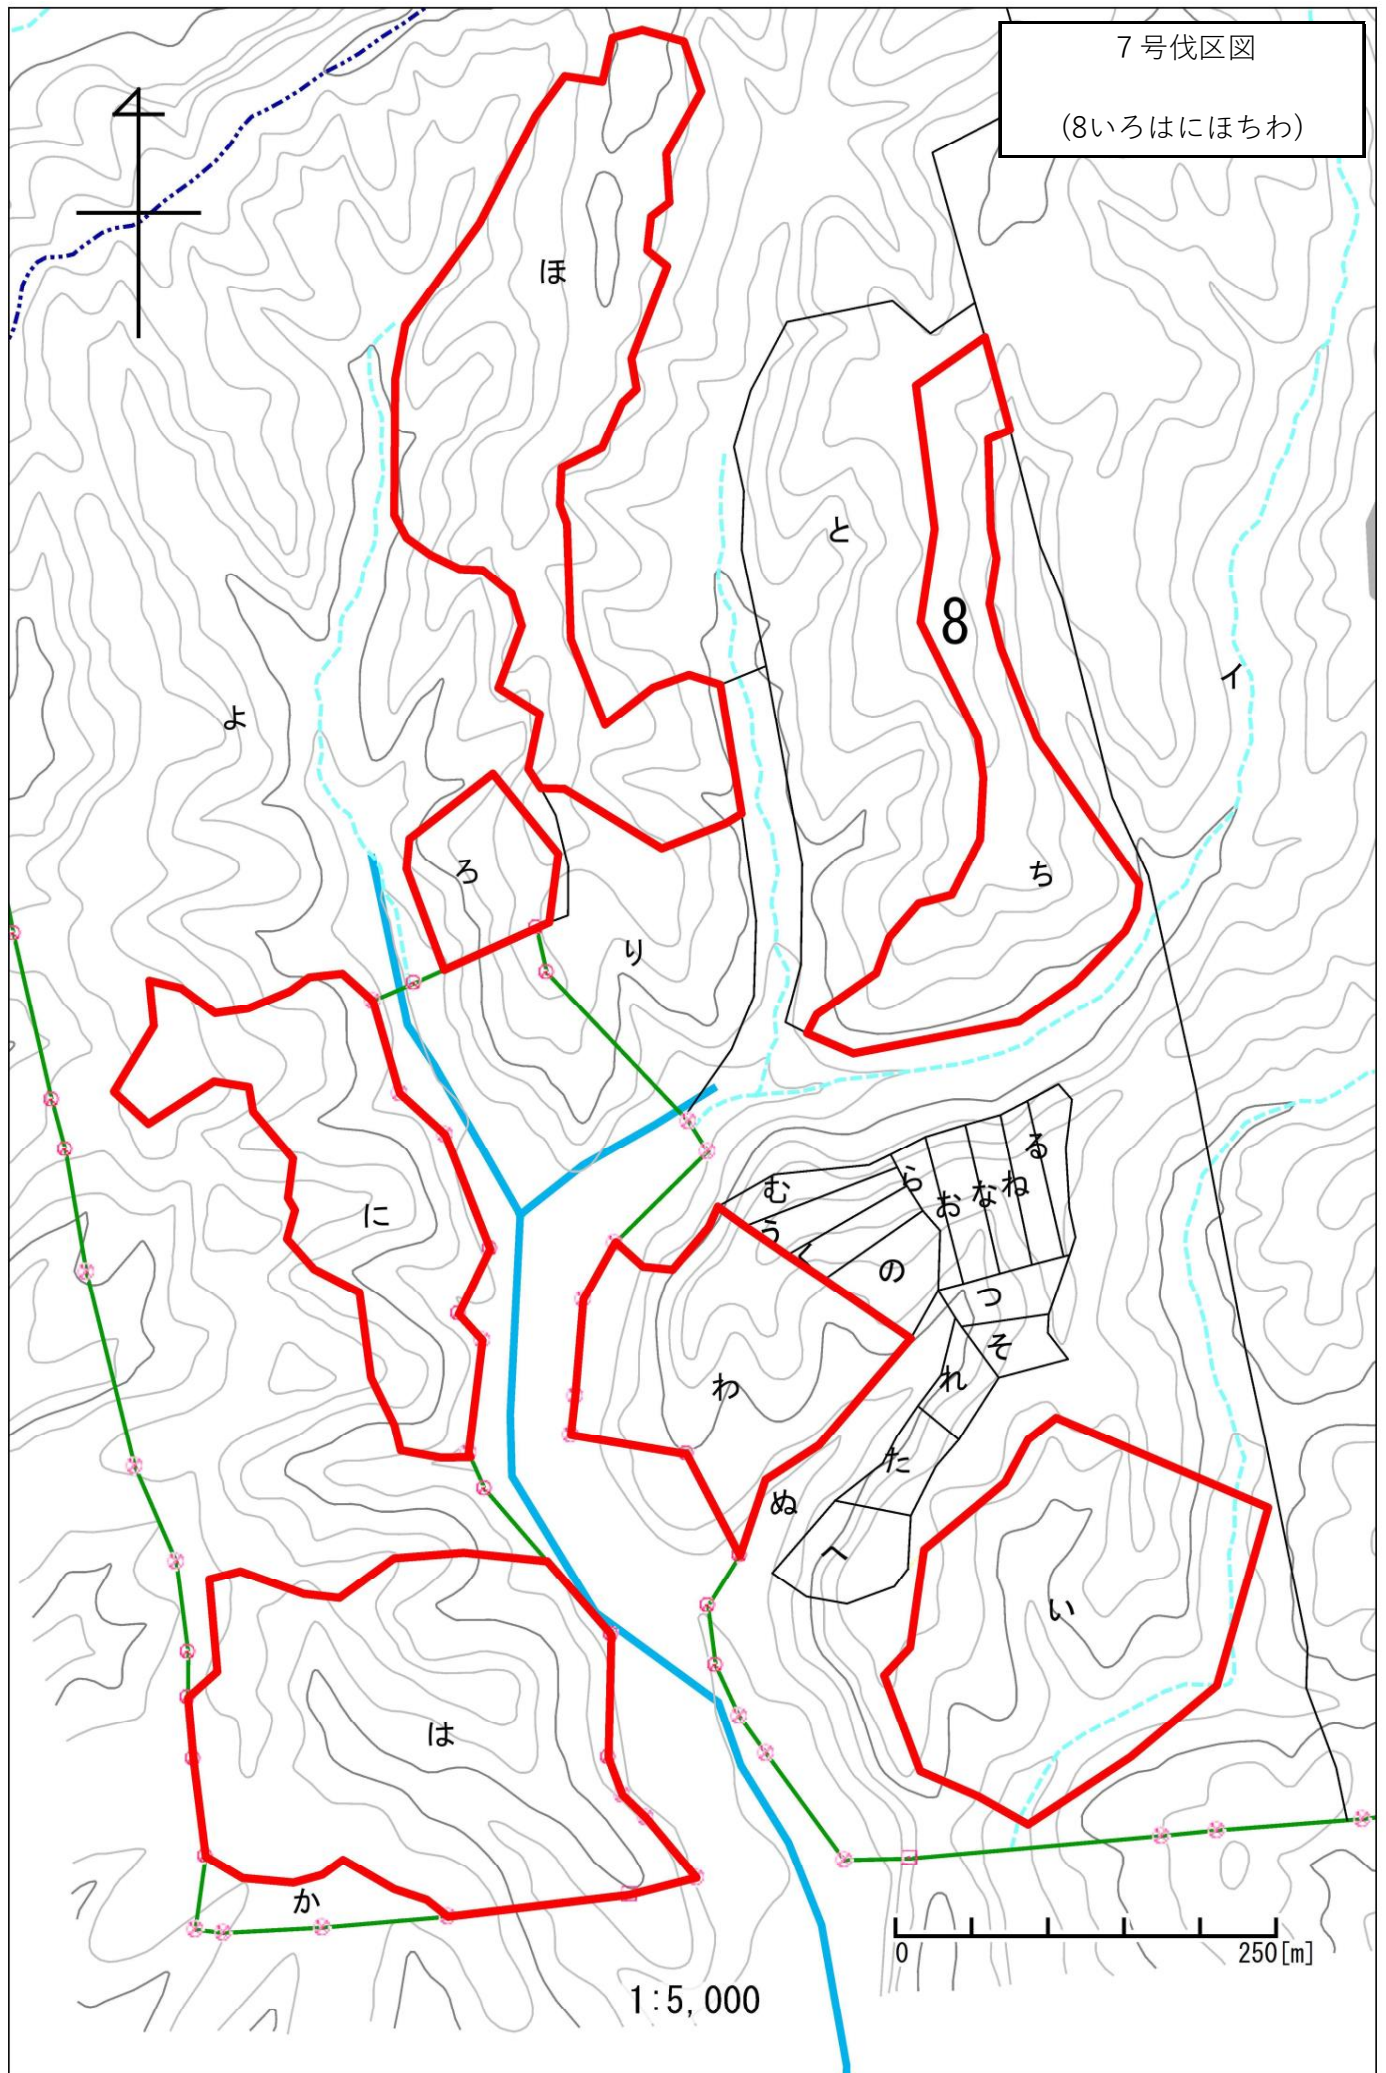 7号伐区図
(8いろはにほちわ)
ほ
と
8
イ
よ
ろ
ち
り
る
む
ら
ね
な
お
う
に
く
の
つ
そ
れ
わ
た
ぬ
へ
い
は
か
0 250[m]
1:5,000